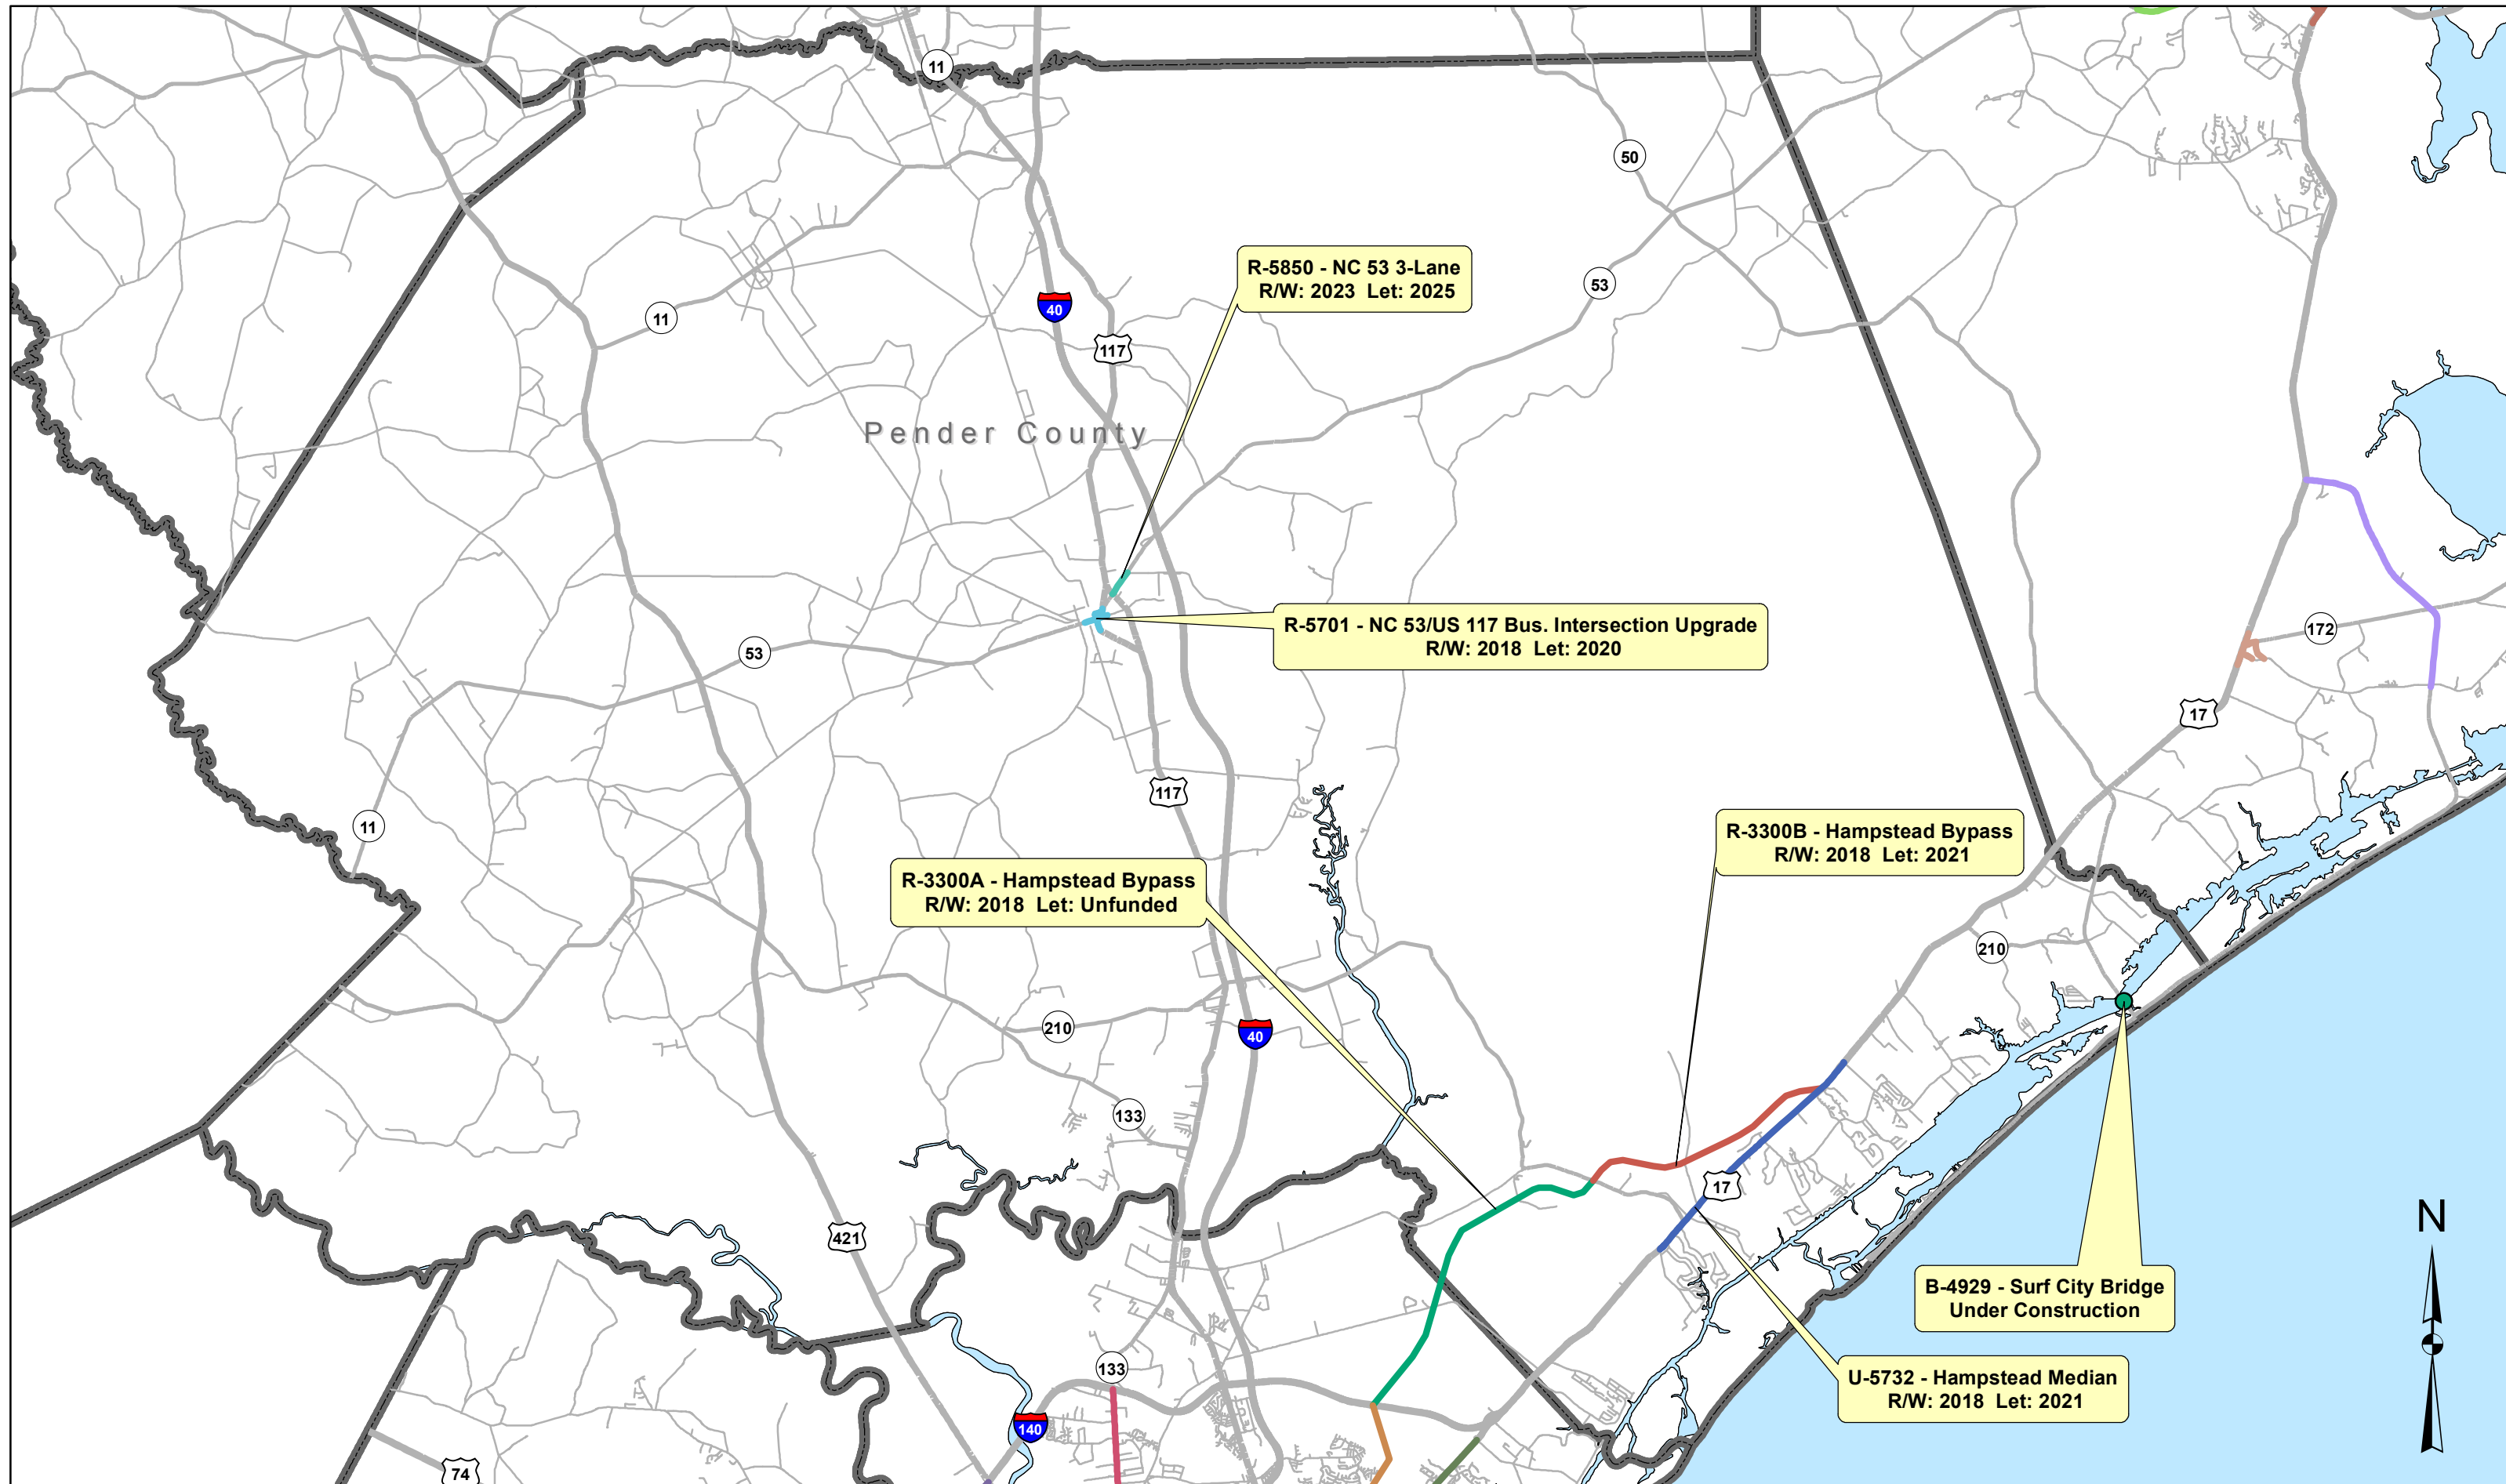 11
50
R-5850 - NC 53 3-Lane
R/W: 2023 Let: 2025
53
40
11
117
Pender County
R-5701 - NC 53/US 117 Bus. Intersection Upgrade
R/W: 2018 Let: 2020
172
53
17
117
11
R-3300B - Hampstead Bypass
R/W: 2018 Let: 2021
R-3300A - Hampstead Bypass
R/W: 2018 Let: Unfunded
210
210
40
133
17
N
421
B-4929 - Surf City Bridge
Under Construction
133
U-5732 - Hampstead Median
R/W: 2018 Let: 2021
140
74